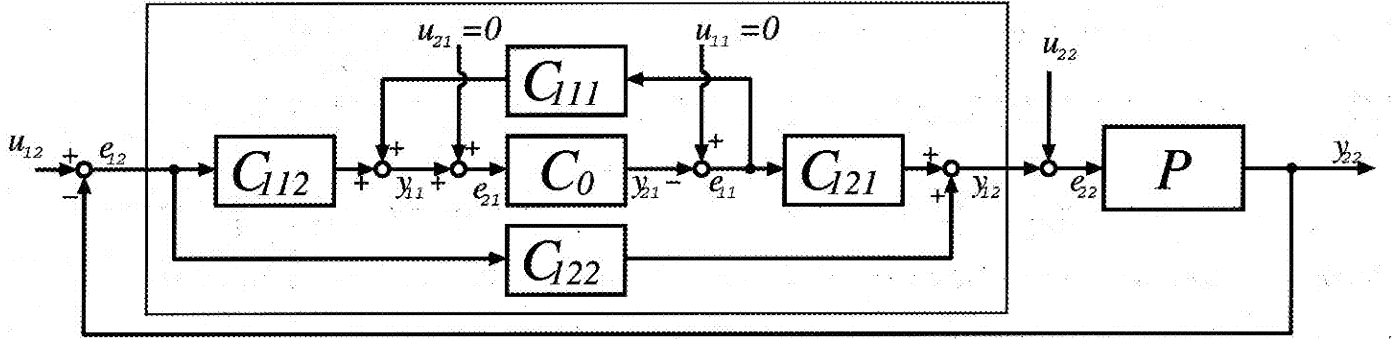 u21=0
u11=0
u22
C111
u12
+
e12
+
+
+
+
y22
C112
C0
C121
P
−
+
y11
+
e21
y21
−
e11
+
y12
e22
C122